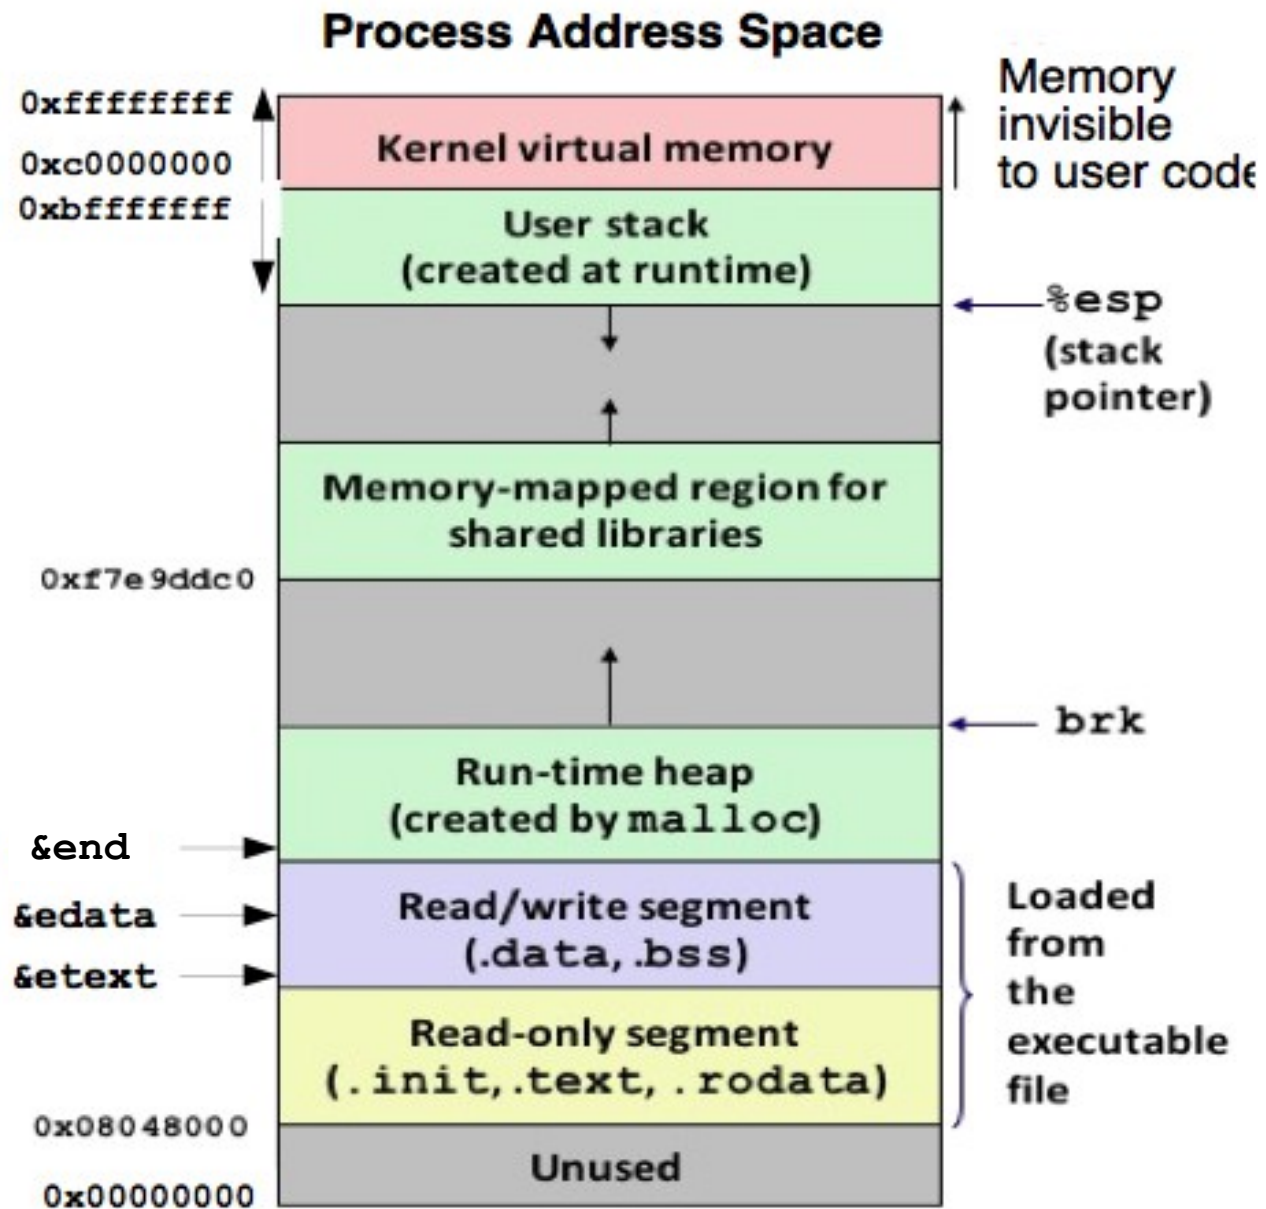 Process Address Space
0xffffffff
0xc0000000
0xbfffffff
Kernel virtual memory
Memory
invisible
to user code
User stack
(created at runtime)
%esp
(stack
pointer)
Memory-mapped region for
shared libraries
0xf7e9ddc0
brk
Run-time heap
(created by malloc)
&end
&edata
&etext
Read/write segment
(.data, .bss)
Read-only segment
(.init, .text, .rodata)
Loaded
from
the
executable
file
0x08048000
Unused
0x00000000